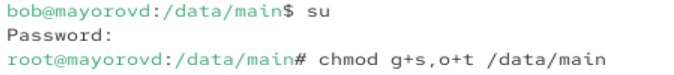 bob@mayorovd:/data/main$ su
Password:
root@mayorovd:/data/main# chmod g+s,o+t /data/main